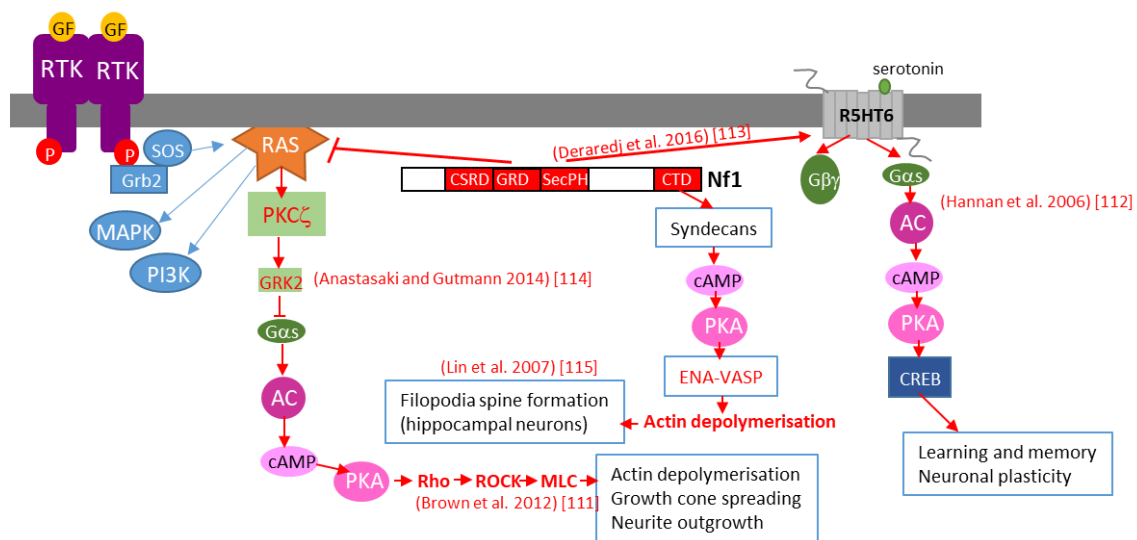 GF
GF
RTK
RTK
P
P
SOS
Grb2
RAS
MAPK
PI3K
PKCζ
GRK2
(Anastasaki and Gutmann 2014) [114]
Gαs
AC
cAMP
PKA
Rho
ROCK
MLC
(Brown et al. 2012) [111]
Actin depolymerisation
Growth cone spreading
Neurite outgrowth
CSRD
GRD
SecPH
CTD
Nf1
(Deraredj et al. 2016) [113]
Syndecans
cAMP
PKA
ENA-VASP
Actin depolymerisation
(Lin et al. 2007) [115]
Filopodia spine formation
(hippocampal neurons)
serotonin
R5HT6
Gβγ
Gαs
(Hannan et al. 2006) [112]
AC
cAMP
PKA
CREB
Learning and memory
Neuronal plasticity